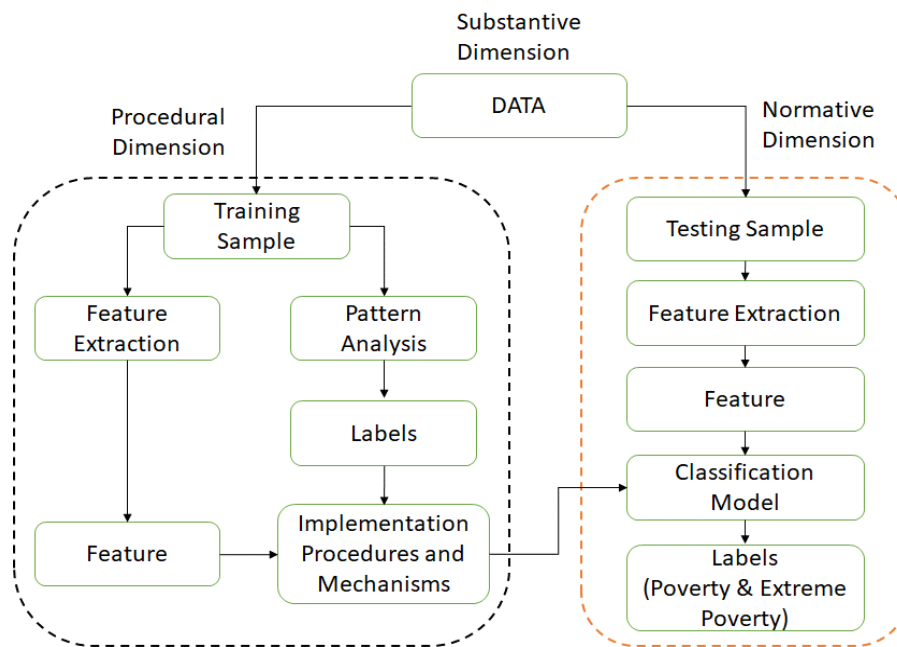 Substantive
Dimension
DATA
Procedural
Dimension
Normative
Dimension
Training
Sample
Feature
Extraction
Pattern
Analysis
Labels
Feature
Implementation
Procedures and
Mechanisms
Testing Sample
Feature Extraction
Feature
Classification
Model
Labels
(Poverty & Extreme
Poverty)